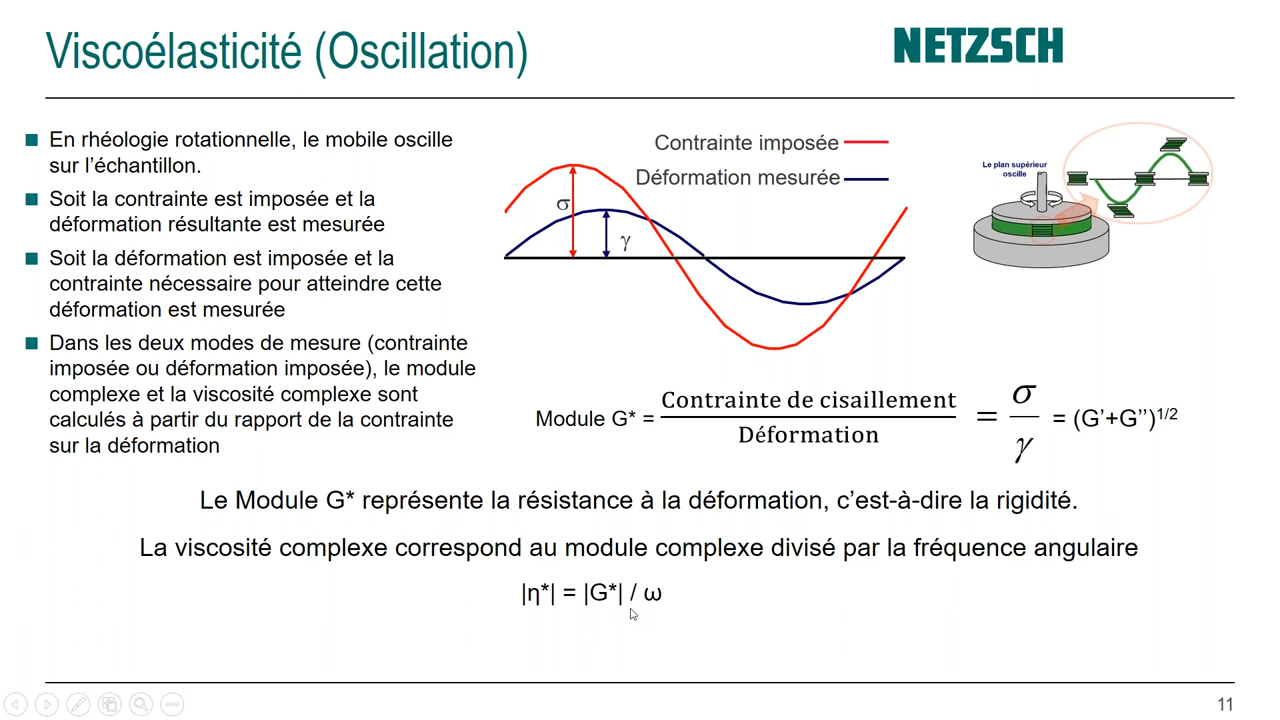 Viscoélasticité (Oscillation)
NETZSCH
En rhéologie rotationnelle, le mobile oscille
sur l'échantillon.
Soit la contrainte est imposée et la
déformation résultante est mesurée
Soit la déformation est imposée et la
contrainte nécessaire pour atteindre cette
déformation est mesurée
Dans les deux modes de mesure (contrainte
imposée ou déformation imposée), le module
complexe et la viscosité complexe sont
calculés à partir du rapport de la contrainte
sur la déformation
Contrainte imposée
Déformation mesurée
σ
γ
Le plan supérieur
oscille
Module G* = Contrainte de cisaillement / Déformation = σ / γ = (G'+G'')1/2
Le Module G* représente la résistance à la déformation, c'est-à-dire la rigidité.
La viscosité complexe correspond au module complexe divisé par la fréquence angulaire
|η*| = |G*| / ω
11